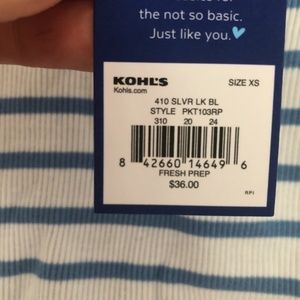 the not so basic.
Just like you.
KOHL'S
SIZE XS
Kohls.com
410 SLVR LK BL
STYLE PKT103RP
310 20 24
8 42660 14649 6
FRESH PREP
$36.00
RPI